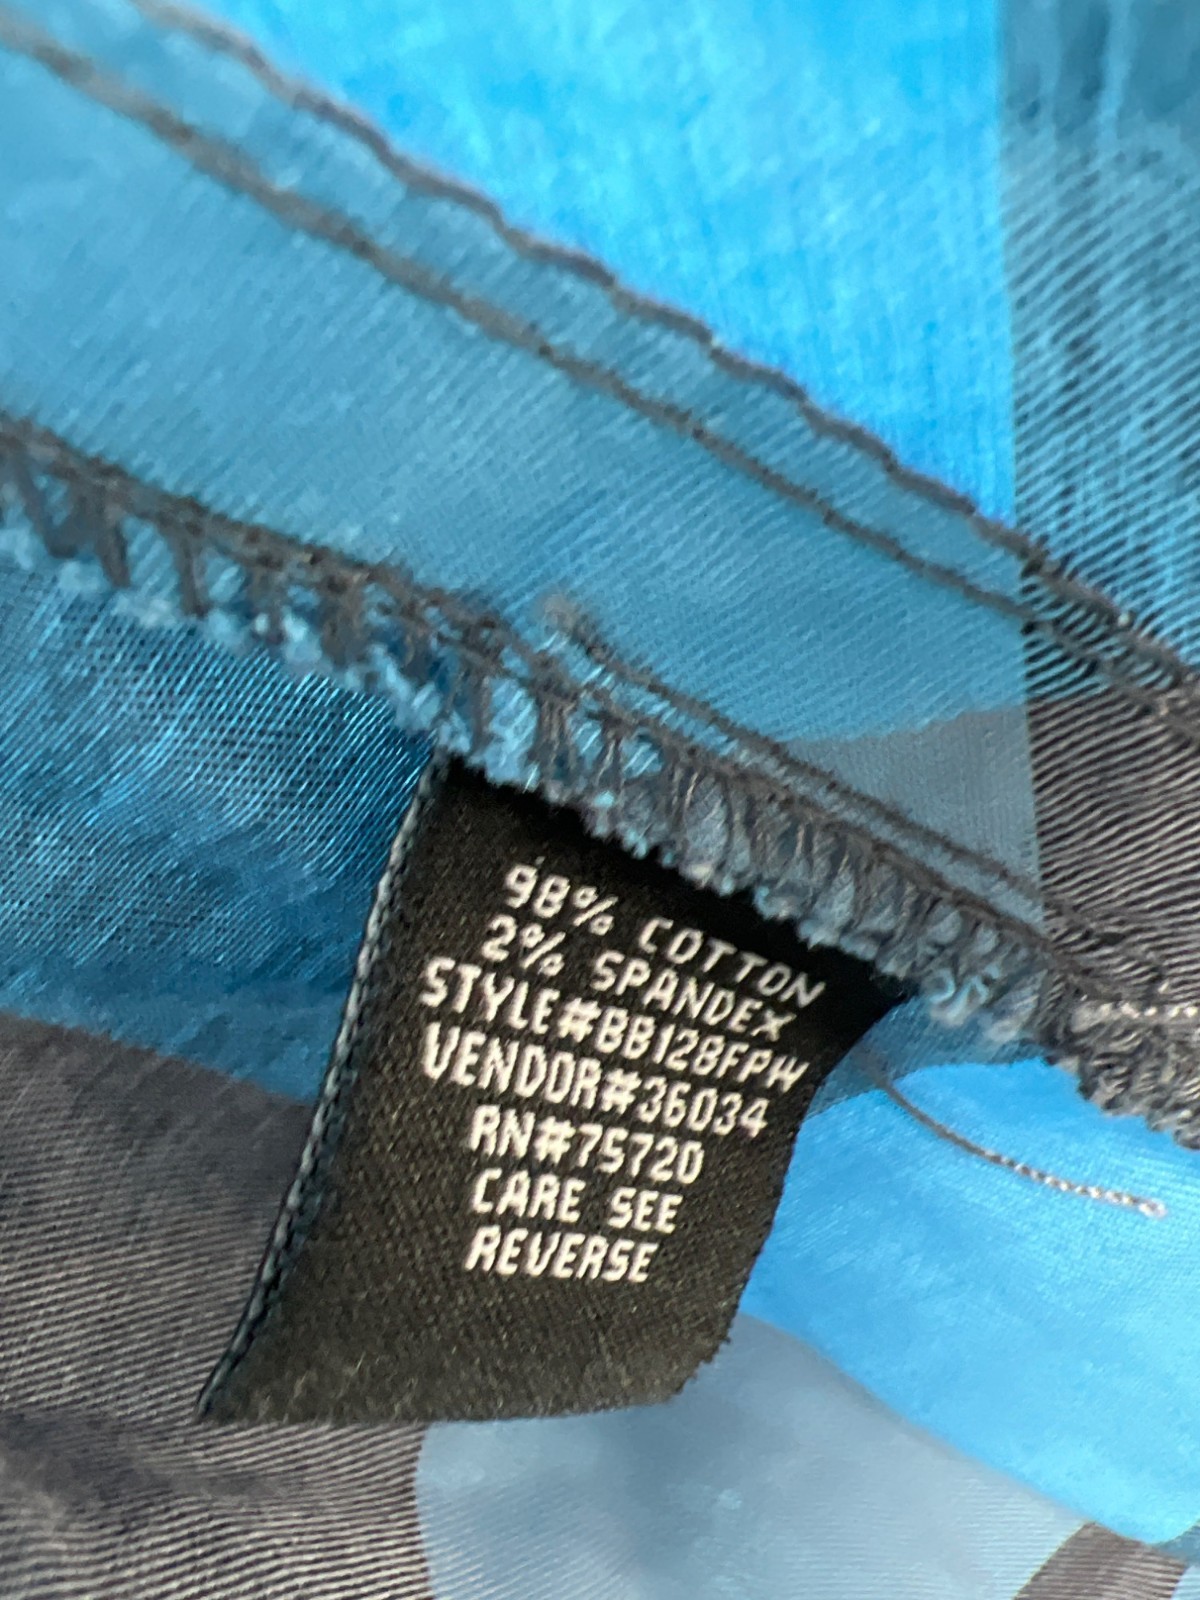 98% COTTON
2% SPANDEX
STYLE#BB128FPW
VENDOR#36034
RN#75720
CARE SEE
REVERSE